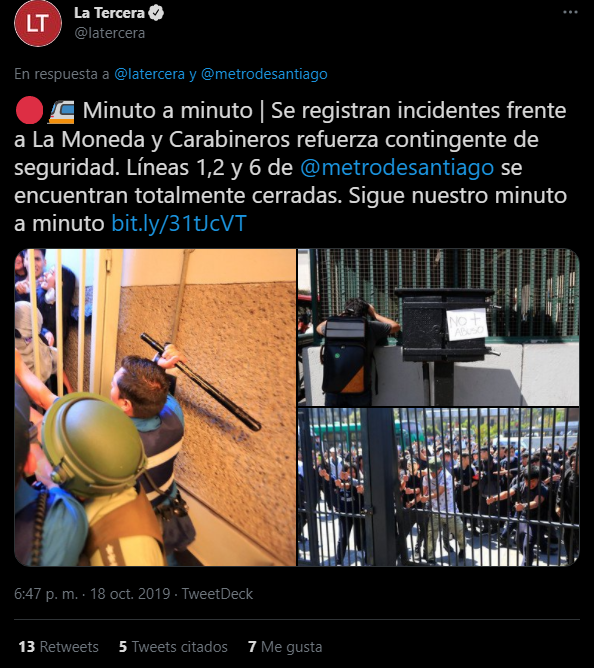 LT
La Tercera
@latercera
En respuesta a @latercera y @metrodesantiago
Minuto a minuto | Se registran incidentes frente
a La Moneda y Carabineros refuerza contingente de
seguridad. Líneas 1,2 y 6 de @metrodesantiago se
encuentran totalmente cerradas. Sigue nuestro minuto
a minuto bit.ly/31tJcVT
NO +
ABUSO
6:47 p. m. · 18 oct. 2019 · TweetDeck
13 Retweets 5 Tweets citados 7 Me gusta